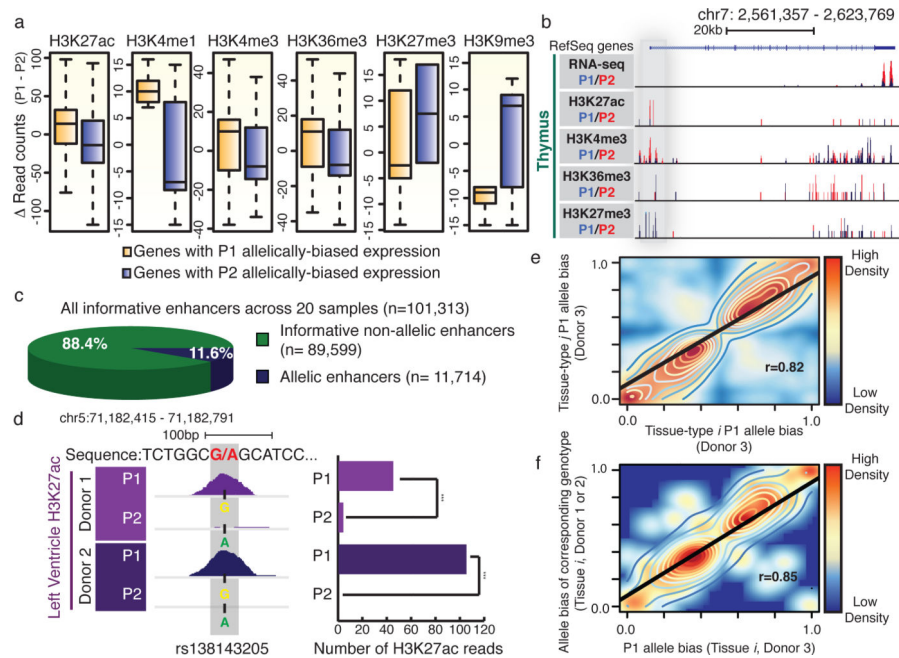 a
H3K27ac H3K4me1 H3K4me3 H3K36me3 H3K27me3 H3K9me3
Δ Read counts (P1 - P2)
100
50
0
-50
-100
15
10
5
0
-5
-10
-15
40
20
0
-20
-40
40
20
0
-20
-40
15
10
5
0
-5
-10
-15
15
10
5
0
-5
-10
-15
Genes with P1 allelically-biased expression
Genes with P2 allelically-biased expression
b
chr7: 2,561,357 - 2,623,769
20kb
RefSeq genes
Thymus
RNA-seq
P1/P2
H3K27ac
P1/P2
H3K4me3
P1/P2
H3K36me3
P1/P2
H3K27me3
P1/P2
c
All informative enhancers across 20 samples (n=101,313)
88.4%
11.6%
Informative non-allelic enhancers
(n= 89,599)
Allelic enhancers (n= 11,714)
d
chr5:71,182,415 - 71,182,791
100bp
Sequence:TCTGGCG/AGCATCC...
Left Ventricle H3K27ac
Donor 1
P1
G
P2
A
Donor 2
P1
G
P2
A
rs138143205
P1
P2
P1
P2
***
***
0 20 40 60 80 100 120
Number of H3K27ac reads
e
Tissue-type j P1 allele bias
(Donor 3)
1.0
0.0
r=0.82
0.0 1.0
Tissue-type i P1 allele bias
(Donor 3)
High
Density
Low
Density
f
Allele bias of corresponding genotype
(Tissue i, Donor 1 or 2)
1.0
0.0
r=0.85
0.0 1.0
P1 allele bias (Tissue i, Donor 3)
High
Density
Low
Density